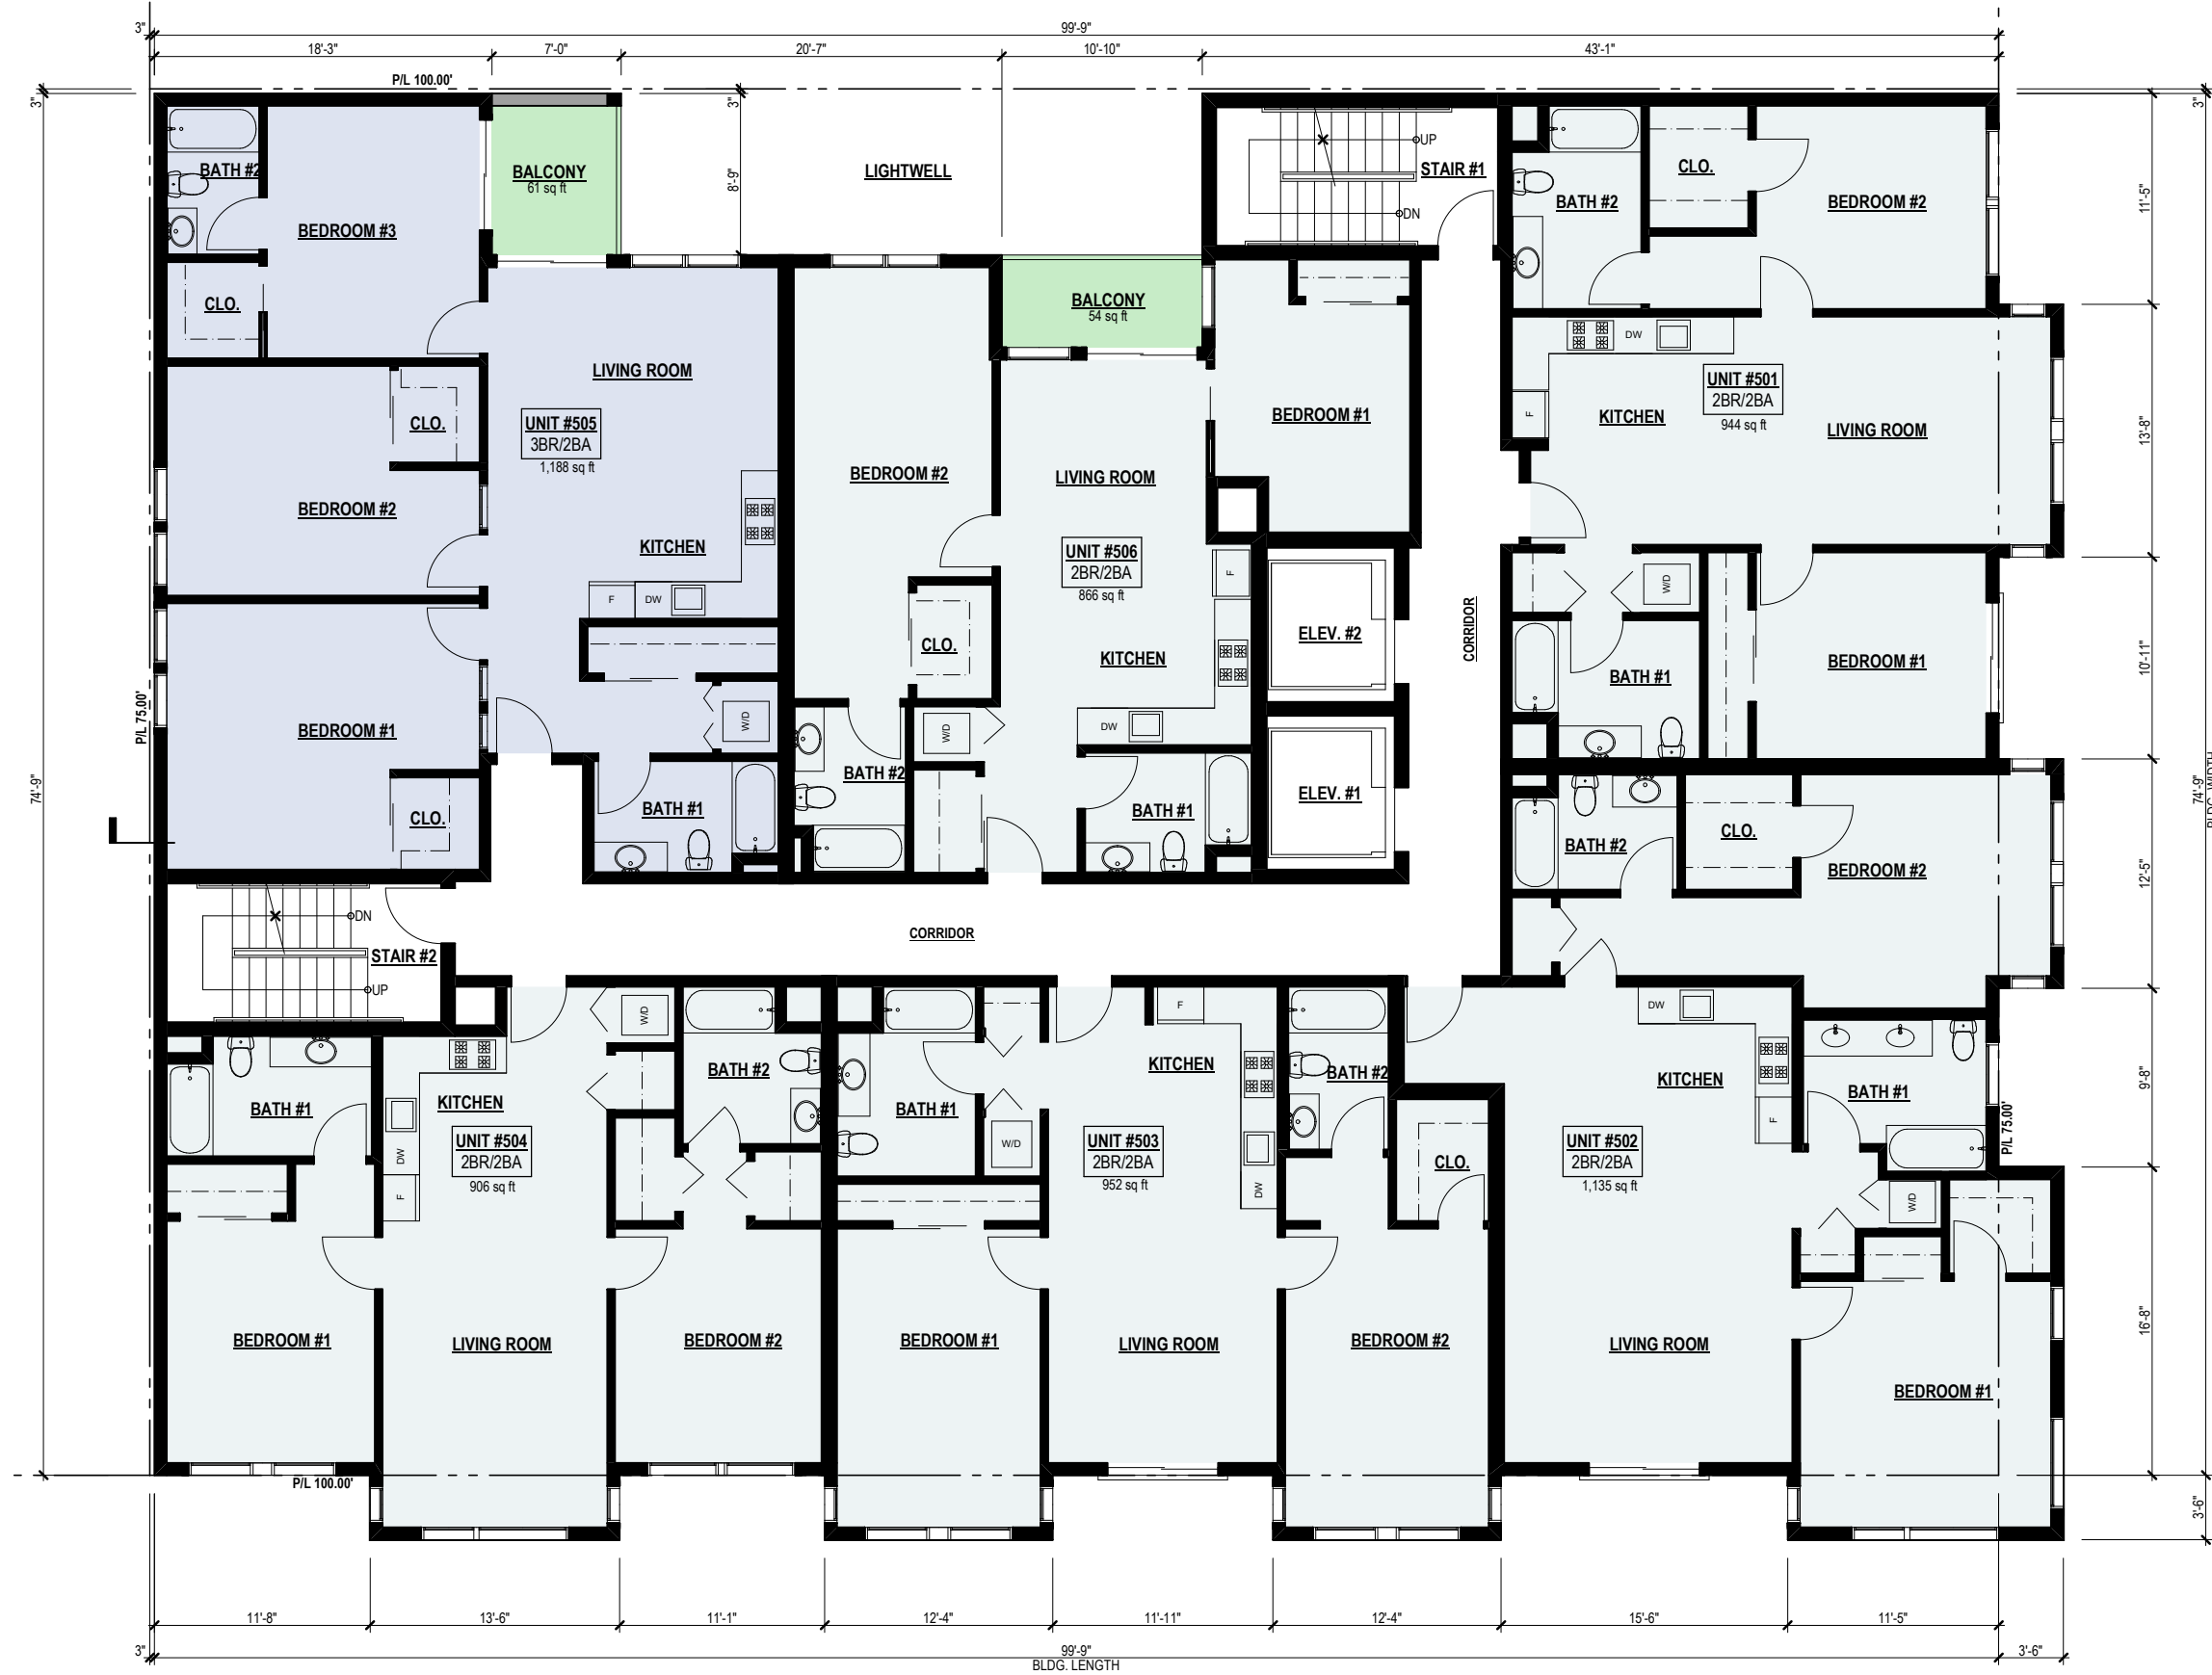 3"
99'-9"
18'-3"
7'-0"
20'-7"
10'-10"
43'-1"
P/L 100.00'
3"
3"
3"
BATH #2
BALCONY
61 sq ft
8'-9"
LIGHTWELL
UP
STAIR #1
DN
CLO.
BATH #2
BEDROOM #2
11'-5"
BEDROOM #3
CLO.
BALCONY
54 sq ft
DW
LIVING ROOM
UNIT #501
2BR/2BA
944 sq ft
F
KITCHEN
LIVING ROOM
13'-8"
CLO.
UNIT #505
3BR/2BA
1,188 sq ft
BEDROOM #1
BEDROOM #2
LIVING ROOM
BEDROOM #2
KITCHEN
UNIT #506
2BR/2BA
866 sq ft
F
F
DW
W/D
CORRIDOR
ELEV. #2
CLO.
KITCHEN
BATH #1
BEDROOM #1
10'-11"
P/L 75.00'
BEDROOM #1
W/D
W/D
DW
74'-9"
74'-9"
BLDG. WIDTH
BATH #2
ELEV. #1
BATH #1
BATH #1
CLO.
CLO.
BATH #2
BEDROOM #2
12'-5"
DN
CORRIDOR
STAIR #2
UP
W/D
F
DW
KITCHEN
BATH #2
BATH #2
KITCHEN
9'-8"
BATH #1
KITCHEN
BATH #1
BATH #1
F
P/L 75.00'
UNIT #504
2BR/2BA
906 sq ft
DW
F
W/D
UNIT #503
2BR/2BA
952 sq ft
DW
UNIT #502
2BR/2BA
1,135 sq ft
CLO.
W/D
BEDROOM #1
LIVING ROOM
BEDROOM #2
BEDROOM #1
LIVING ROOM
BEDROOM #2
LIVING ROOM
BEDROOM #1
16'-8"
P/L 100.00'
3'-6"
11'-8"
13'-6"
11'-1"
12'-4"
11'-11"
12'-4"
15'-6"
11'-5"
3"
99'-9"
BLDG. LENGTH
3'-6"